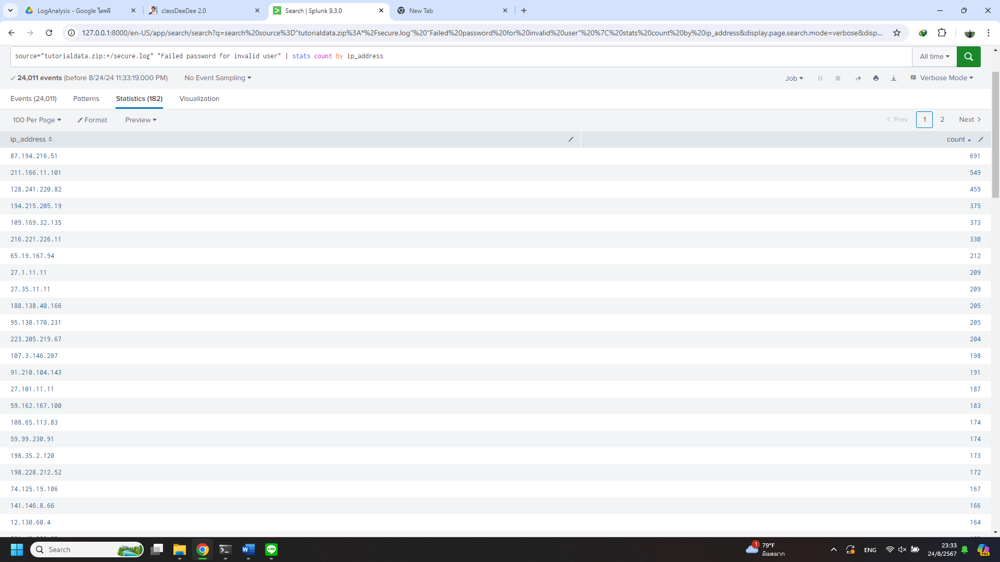 LogAnalysis - Google ไดรฟ์
classDeeDee 2.0
Search | Splunk 9.3.0
New Tab
127.0.0.1:8000/en-US/app/search/search?q=search%20source%3D"tutorialdata.zip%3A*%2Fsecure.log"%20"Failed%20password%20for%20invalid%20user"%20%7C%20stats%20count%20by%20ip_address&display.page.search.mode=verbose&disp...
source="tutorialdata.zip:*/secure.log" "Failed password for invalid user" | stats count by ip_address
All time
24,011 events (before 8/24/24 11:33:19.000 PM)
No Event Sampling
Job
Verbose Mode
Events (24,011)
Patterns
Statistics (182)
Visualization
100 Per Page
Format
Preview
Prev 1 2 Next
ip_address count
87.194.216.51 691
211.166.11.101 549
128.241.220.82 459
194.215.205.19 375
109.169.32.135 373
216.221.226.11 330
65.19.167.94 212
27.1.11.11 209
27.35.11.11 209
188.138.40.166 205
95.130.170.231 205
223.205.219.67 204
107.3.146.207 198
91.210.104.143 191
27.101.11.11 187
59.162.167.100 183
108.65.113.83 174
59.99.230.91 174
198.35.2.120 173
198.228.212.52 172
74.125.19.106 167
141.146.8.66 166
12.130.60.4 164
Search
1
79°F
มีเมฆมาก
ENG
23:33
24/8/2567
PRE
LINE